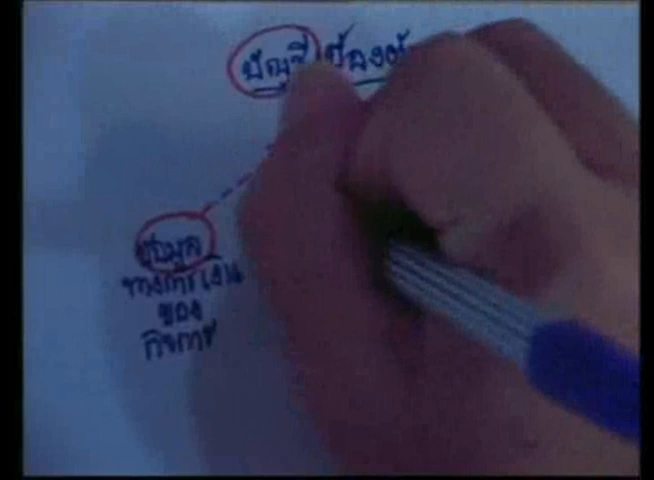 บัญชี
ข้อมูล
ทางการเงิน
ของ
กิจการ